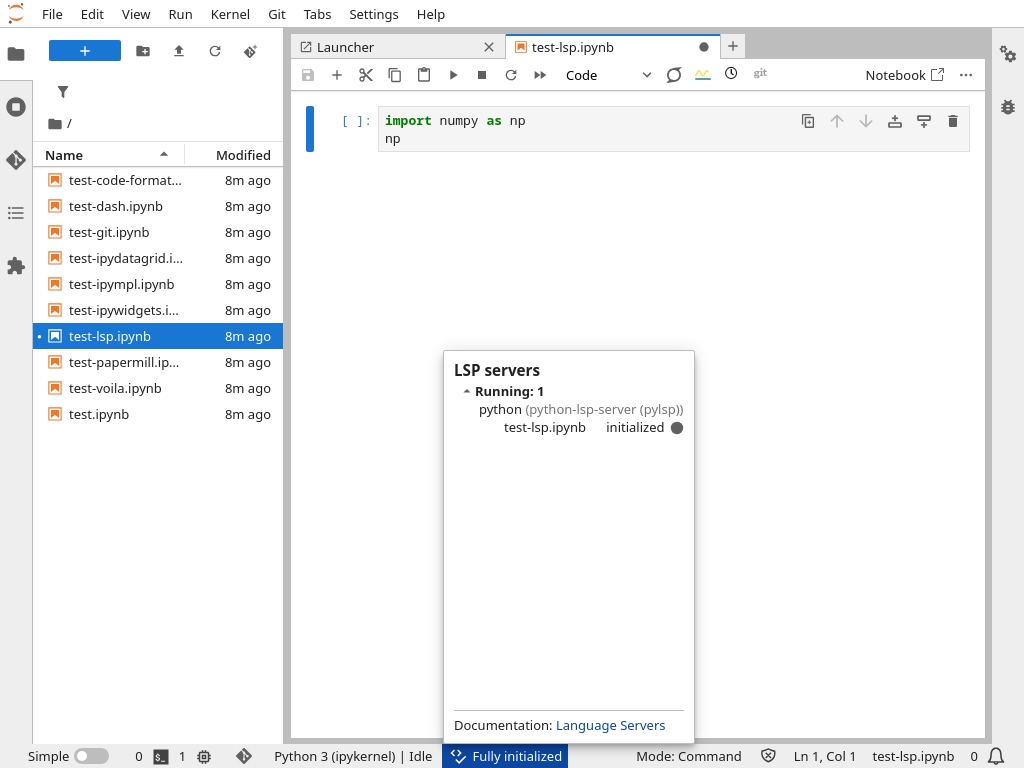 File Edit View Run Kernel Git Tabs Settings Help
Launcher
test-lsp.ipynb
Code
git
Notebook
/
Name Modified
test-code-format... 8m ago
test-dash.ipynb 8m ago
test-git.ipynb 8m ago
test-ipydatagrid.i... 8m ago
test-ipympl.ipynb 8m ago
test-ipywidgets.i... 8m ago
test-lsp.ipynb 8m ago
test-papermill.ip... 8m ago
test-voila.ipynb 8m ago
test.ipynb 8m ago
[ ]: import numpy as np
np
LSP servers
Running: 1
python (python-lsp-server (pylsp))
test-lsp.ipynb initialized
Documentation: Language Servers
Simple 0 $_ 1 Python 3 (ipykernel) | Idle Fully initialized Mode: Command Ln 1, Col 1 test-lsp.ipynb 0